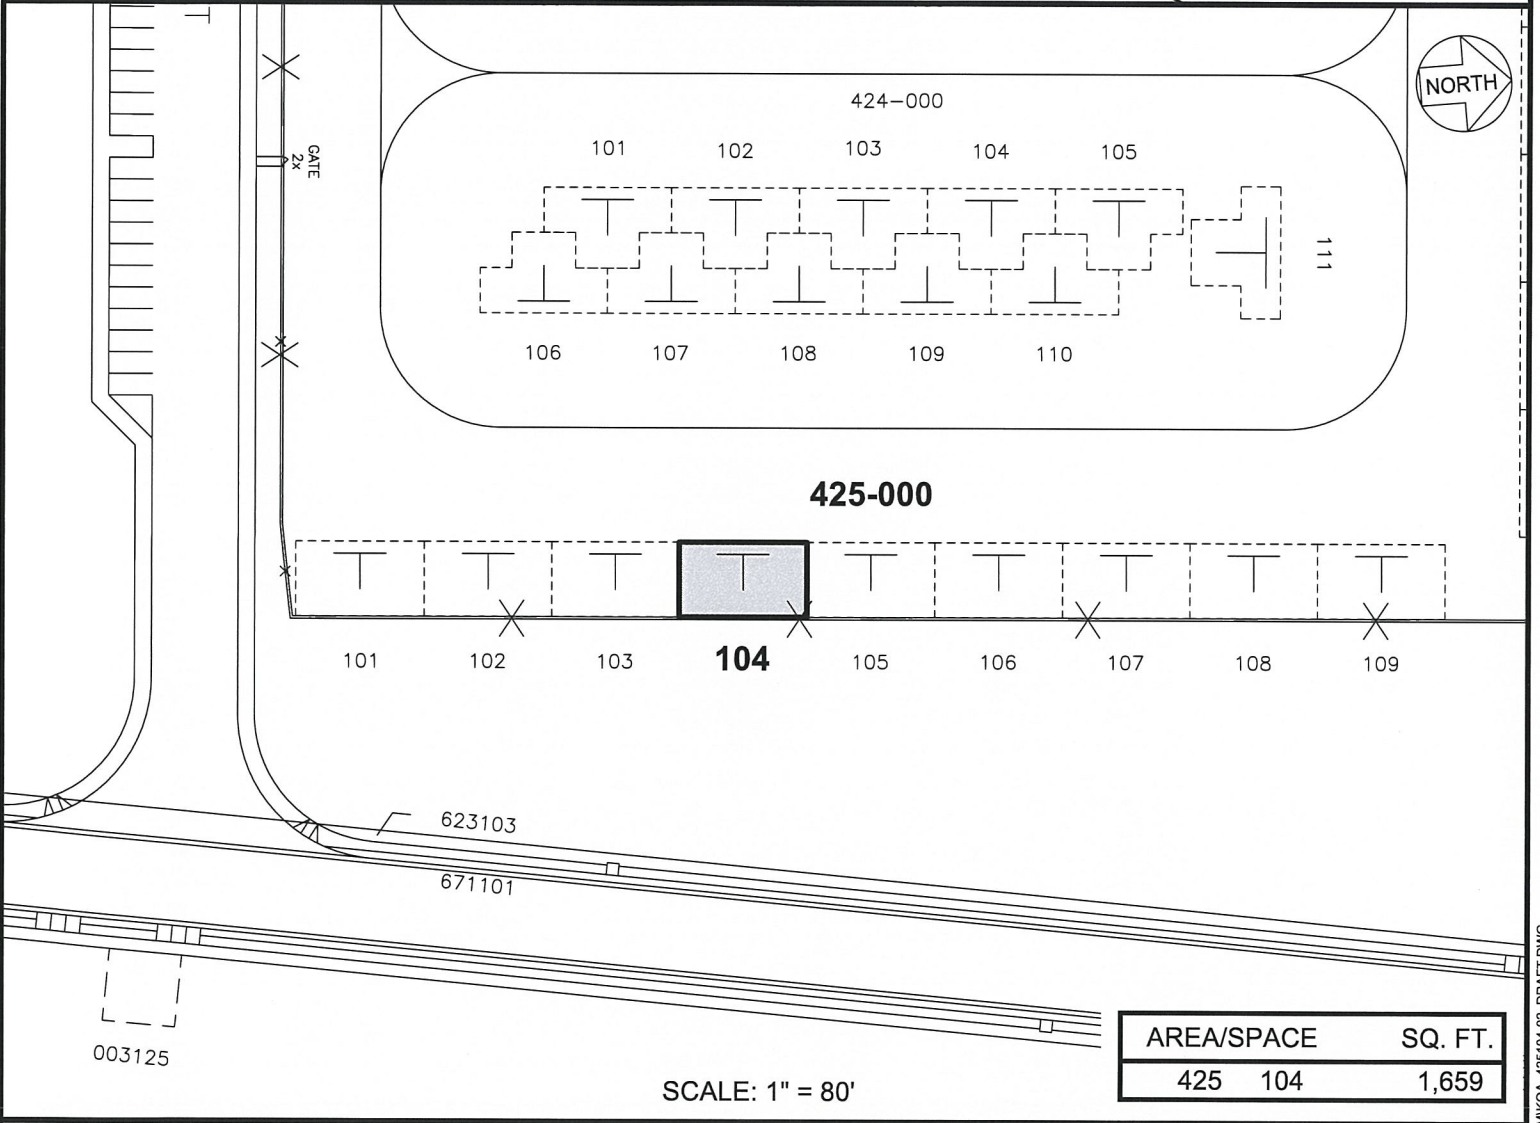 NORTH
424-000
101 102 103 104 105
GATE
2x
111
106 107 108 109 110
425-000
101 102 103 104 105 106 107 108 109
623103
671101
003125
AREA/SPACE SQ. FT.
425 104 1,659
SCALE: 1" = 80'